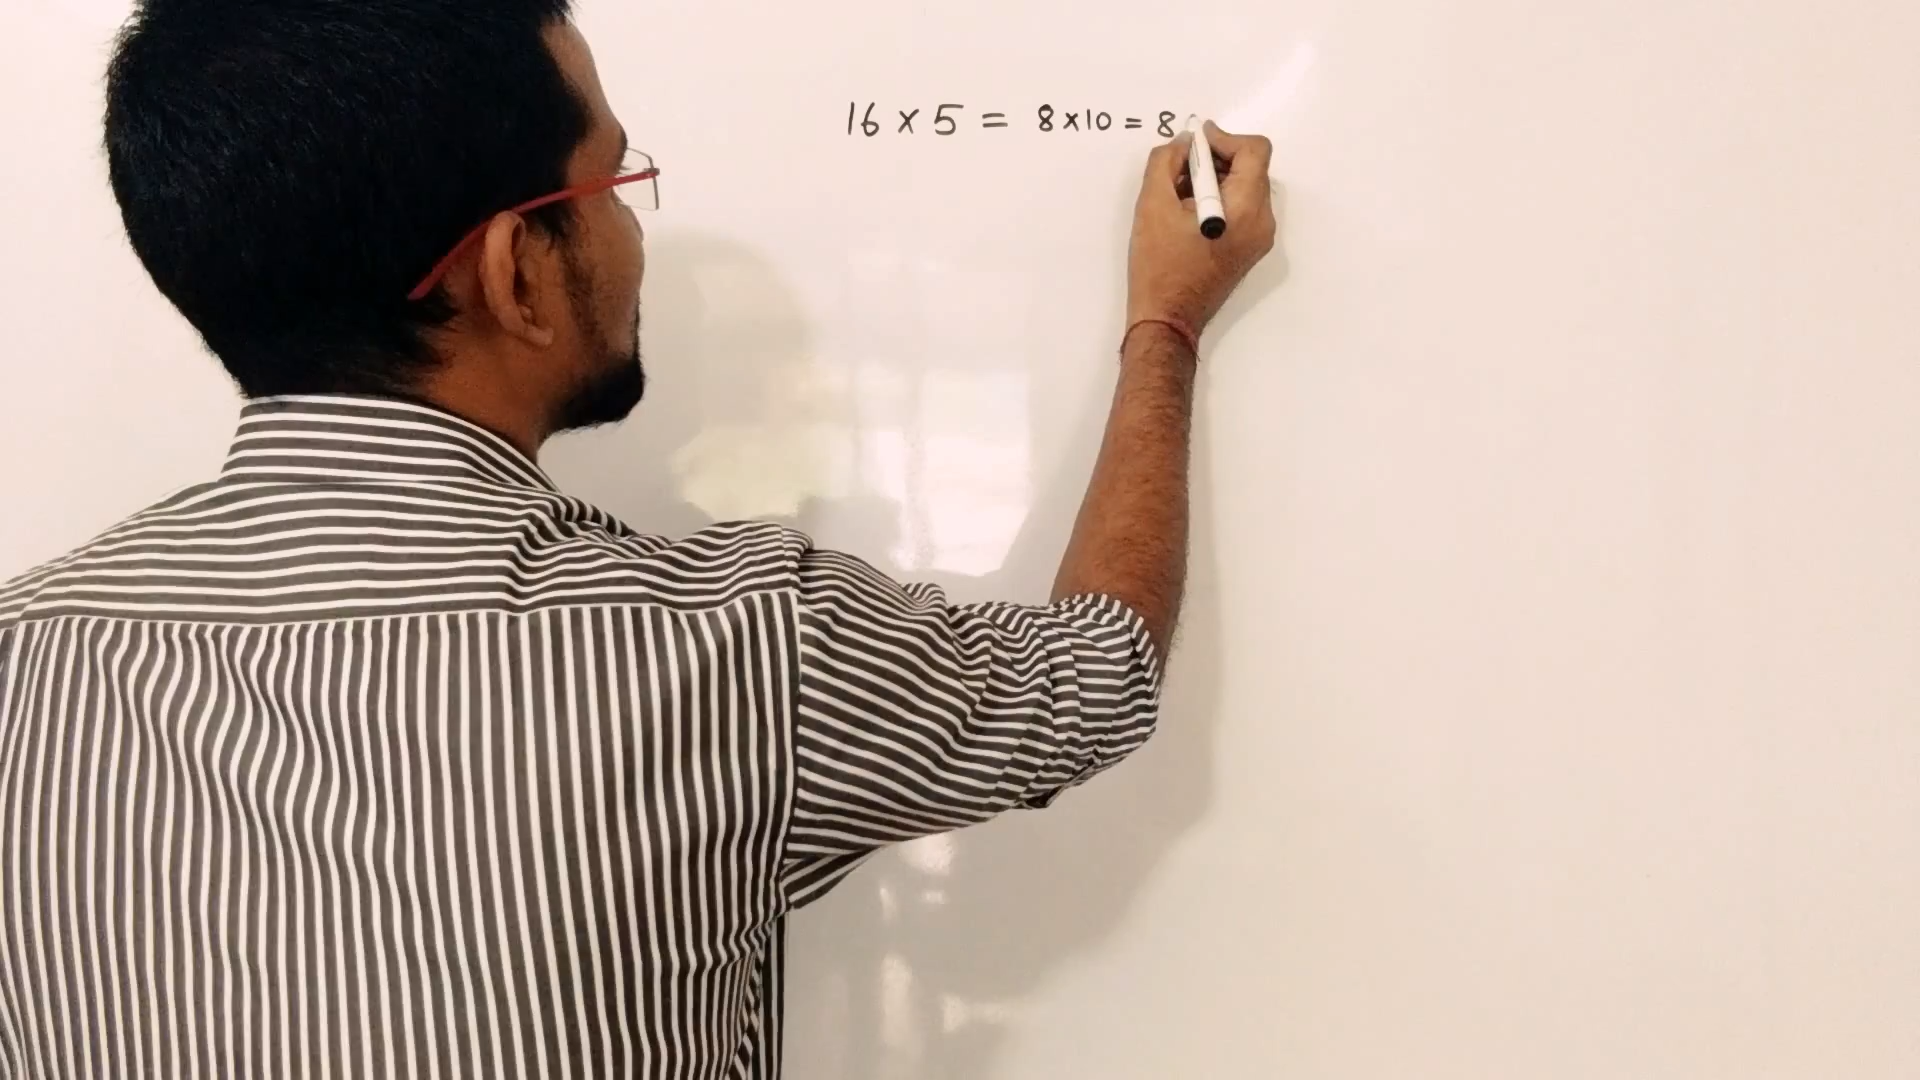 16 × 5 = 8 × 10 = 8